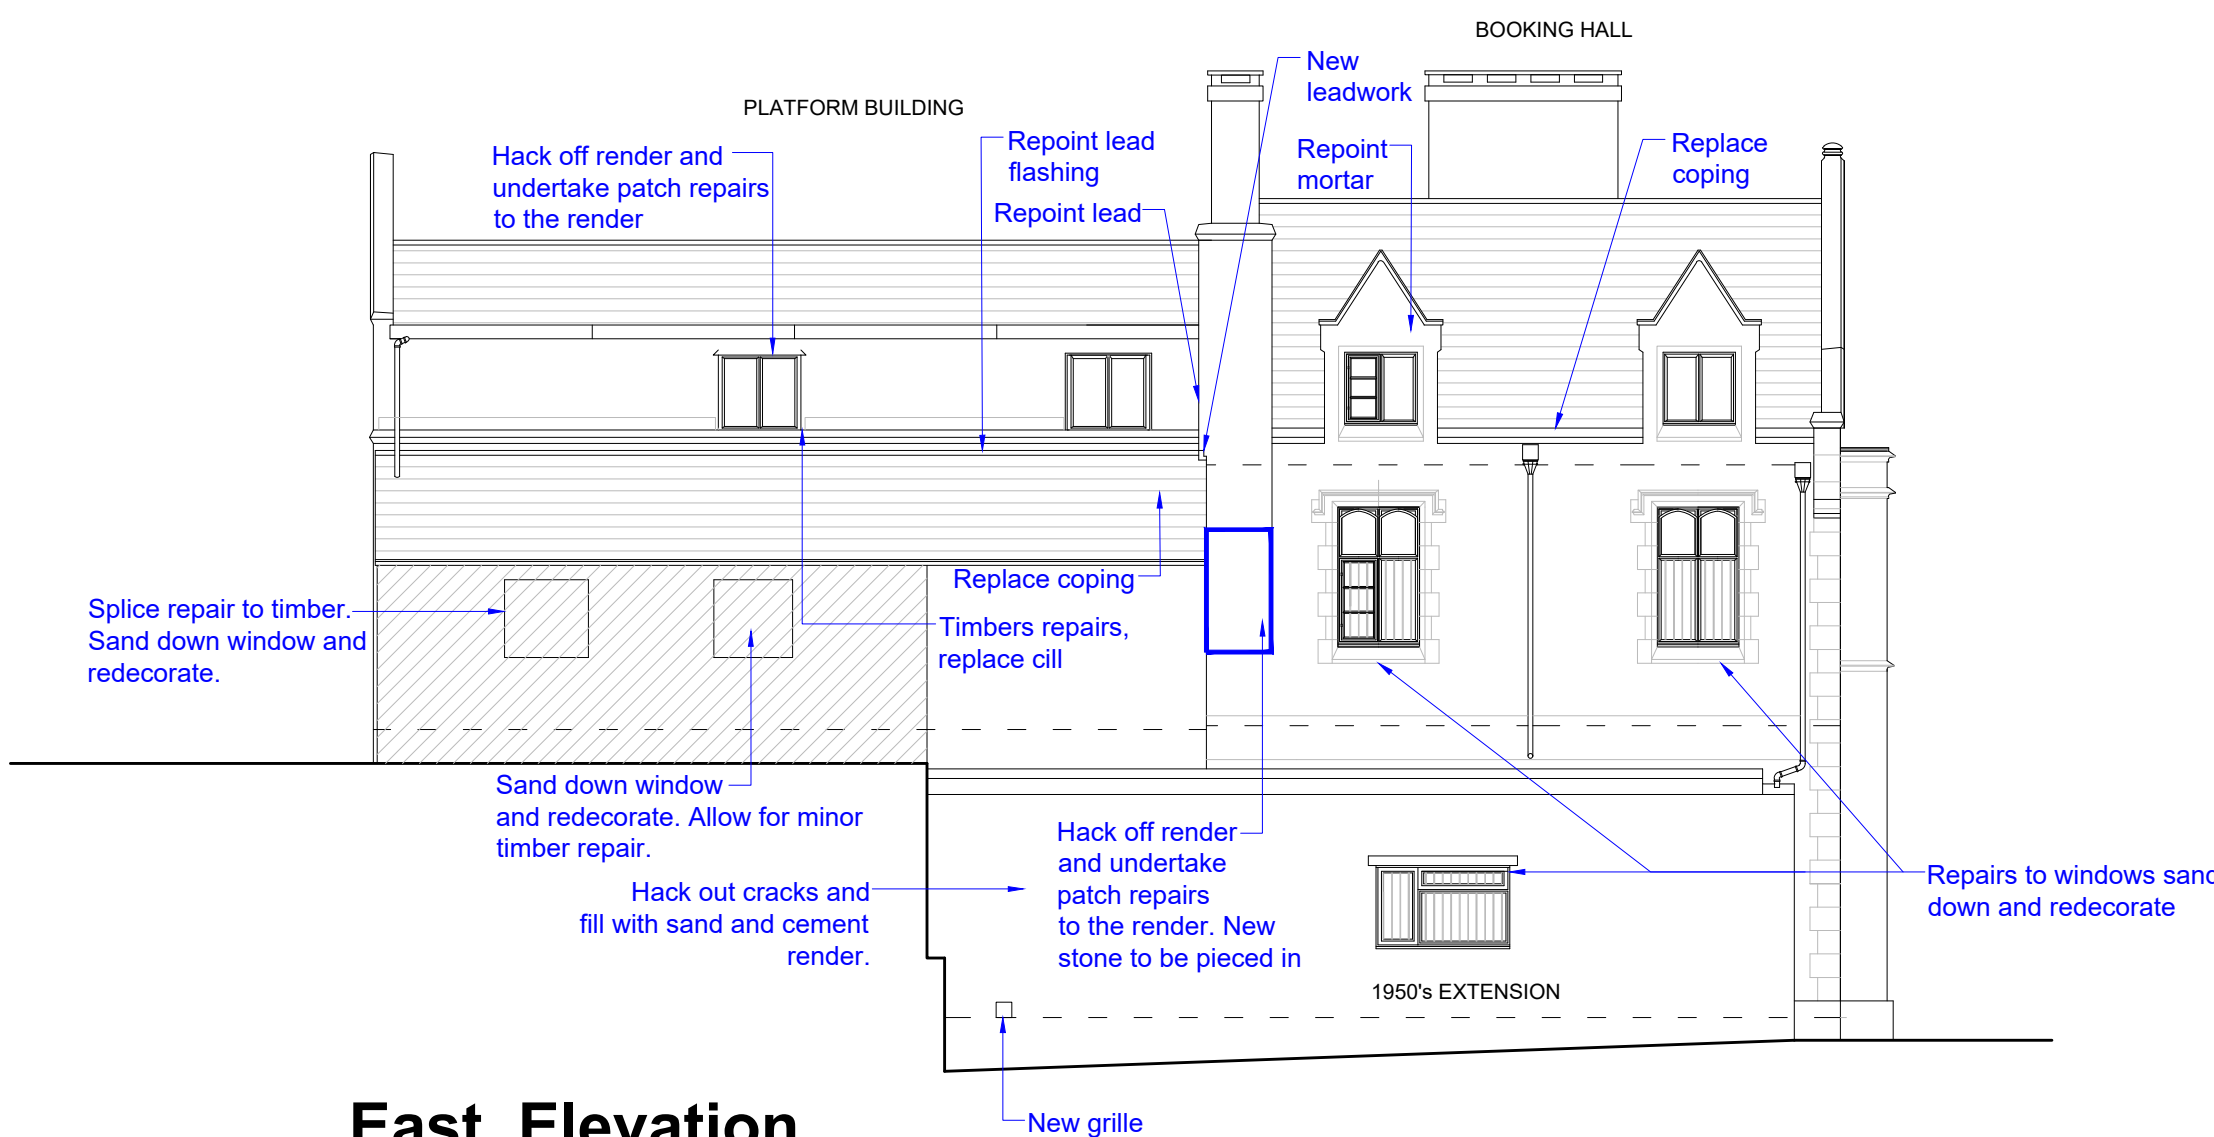 BOOKING HALL
New
leadwork
PLATFORM BUILDING
Hack off render and
undertake patch repairs
to the render
Repoint lead
flashing
Repoint lead
Repoint
mortar
Replace
coping
Replace coping
Splice repair to timber.
Sand down window and
redecorate.
Timbers repairs,
replace cill
Sand down window
and redecorate. Allow for minor
timber repair.
Hack out cracks and
fill with sand and cement
render.
Hack off render
and undertake
patch repairs
to the render. New
stone to be pieced in
Repairs to windows sand
down and redecorate
1950's EXTENSION
East Elevation
New grille